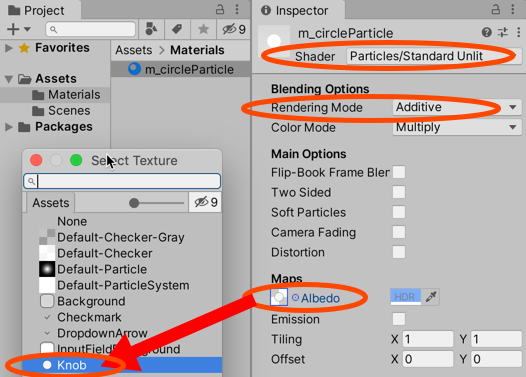 Project
9
Favorites
Assets
Materials
Scenes
Packages
Assets > Materials
m_circleParticle
Select Texture
Assets
9
None
Default-Checker-Gray
Default-Checker
Default-Particle
Default-ParticleSystem
Background
Checkmark
DropdownArrow
InputFieldBackground
Knob
Inspector
m_circleParticle
Shader Particles/Standard Unlit
Blending Options
Rendering Mode Additive
Color Mode Multiply
Main Options
Flip-Book Frame Bler
Two Sided
Soft Particles
Camera Fading
Distortion
Maps
Albedo HDR
Emission
Tiling X 1 Y 1
Offset X 0 Y 0